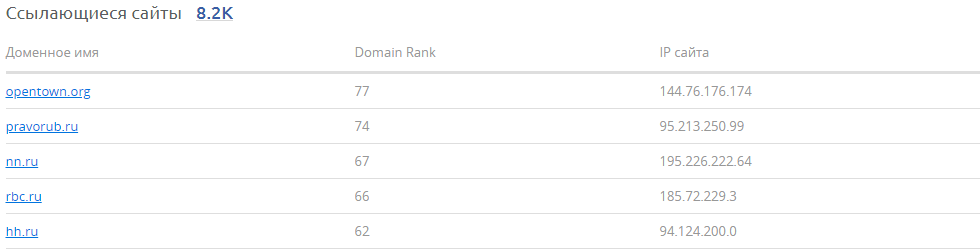 Ссылающиеся сайты 8.2K
Доменное имя Domain Rank IP сайта
opentown.org 77 144.76.176.174
pravorub.ru 74 95.213.250.99
nn.ru 67 195.226.222.64
rbc.ru 66 185.72.229.3
hh.ru 62 94.124.200.0